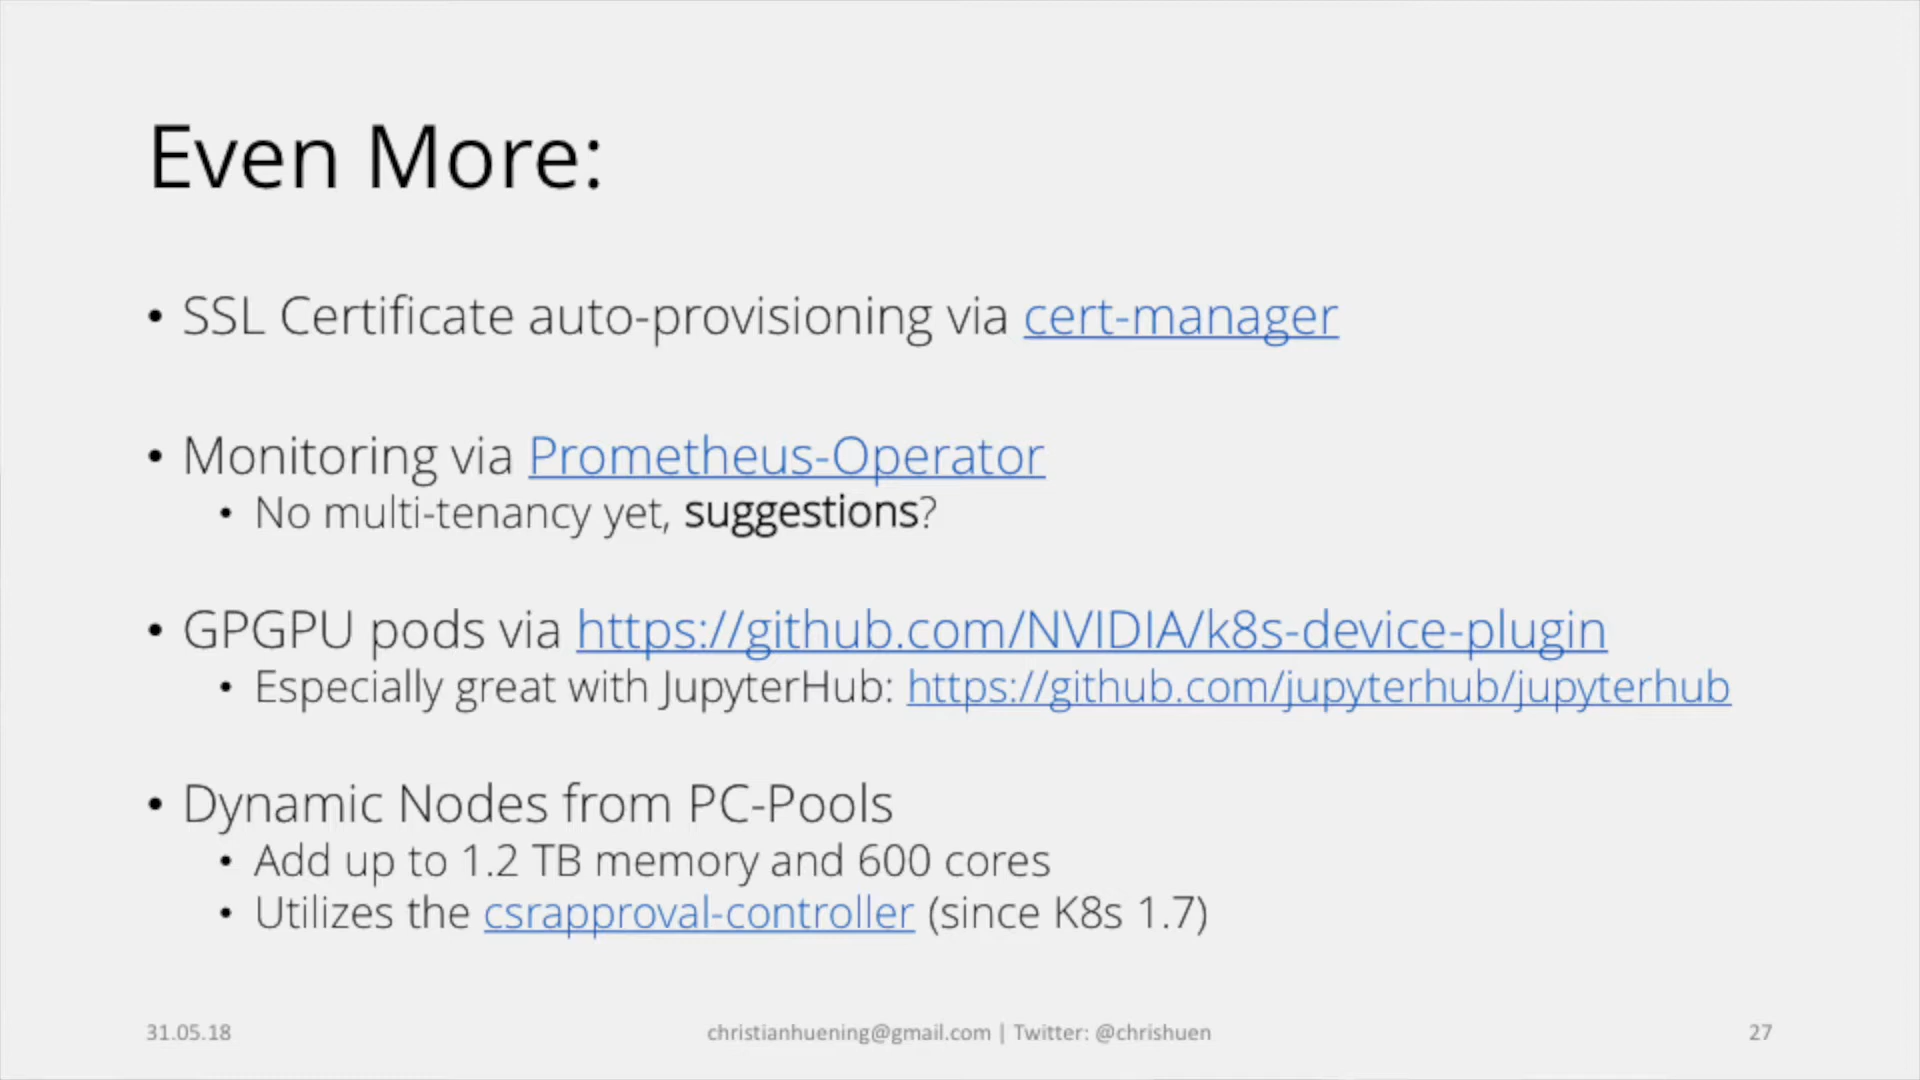 Even More:
• SSL Certificate auto-provisioning via cert-manager
• Monitoring via Prometheus-Operator
• No multi-tenancy yet, suggestions?
• GPGPU pods via https://github.com/NVIDIA/k8s-device-plugin
• Especially great with JupyterHub: https://github.com/jupyterhub/jupyterhub
• Dynamic Nodes from PC-Pools
• Add up to 1.2 TB memory and 600 cores
• Utilizes the csrapproval-controller (since K8s 1.7)
31.05.18 christianhuening@gmail.com | Twitter: @chrishuen 27